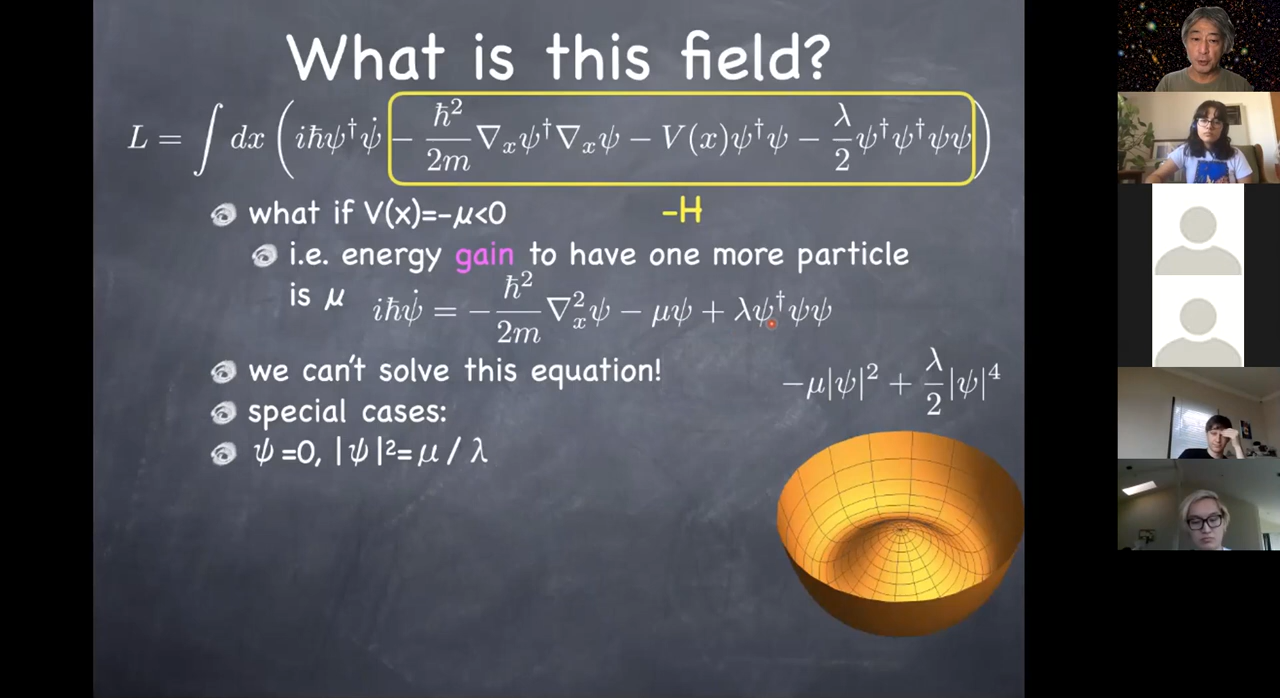 What is this field?
L = ∫ dx ( iħψ†ψ̇ − ħ²/2m ∇ₓψ†∇ₓψ − V(x)ψ†ψ − λ/2 ψ†ψ†ψψ )
what if V(x)=-μ<0
-H
i.e. energy gain to have one more particle
is μ
iħψ̇ = − ħ²/2m ∇ₓ²ψ − μψ + λψ†ψψ
we can't solve this equation!
−μ|ψ|² + λ/2 |ψ|⁴
special cases:
ψ=0, |ψ|²= μ / λ